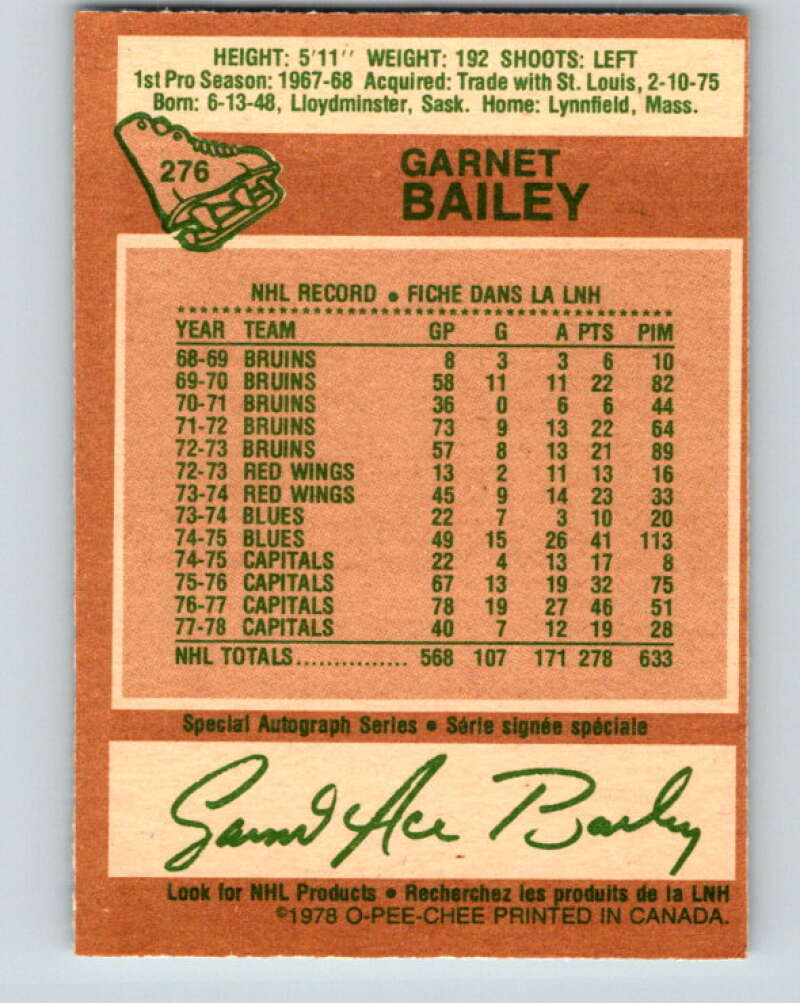 HEIGHT: 5'11" WEIGHT: 192 SHOOTS: LEFT
1st Pro Season: 1967-68 Acquired: Trade with St. Louis, 2-10-75
Born: 6-13-48, Lloydminster, Sask. Home: Lynnfield, Mass.
276
GARNET
BAILEY
NHL RECORD • FICHE DANS LA LNH
YEAR TEAM GP G A PTS PIM
68-69 BRUINS 8 3 3 6 10
69-70 BRUINS 58 11 11 22 82
70-71 BRUINS 36 0 6 6 44
71-72 BRUINS 73 9 13 22 64
72-73 BRUINS 57 8 13 21 89
72-73 RED WINGS 13 2 11 13 16
73-74 RED WINGS 45 9 14 23 33
73-74 BLUES 22 7 3 10 20
74-75 BLUES 49 15 26 41 113
74-75 CAPITALS 22 4 13 17 8
75-76 CAPITALS 67 13 19 32 75
76-77 CAPITALS 78 19 27 46 51
77-78 CAPITALS 40 7 12 19 28
NHL TOTALS............... 568 107 171 278 633
Special Autograph Series • Série signée spéciale
Garnet Ace Bailey
Look for NHL Products • Recherchez les produits de la LNH
©1978 O-PEE-CHEE PRINTED IN CANADA.